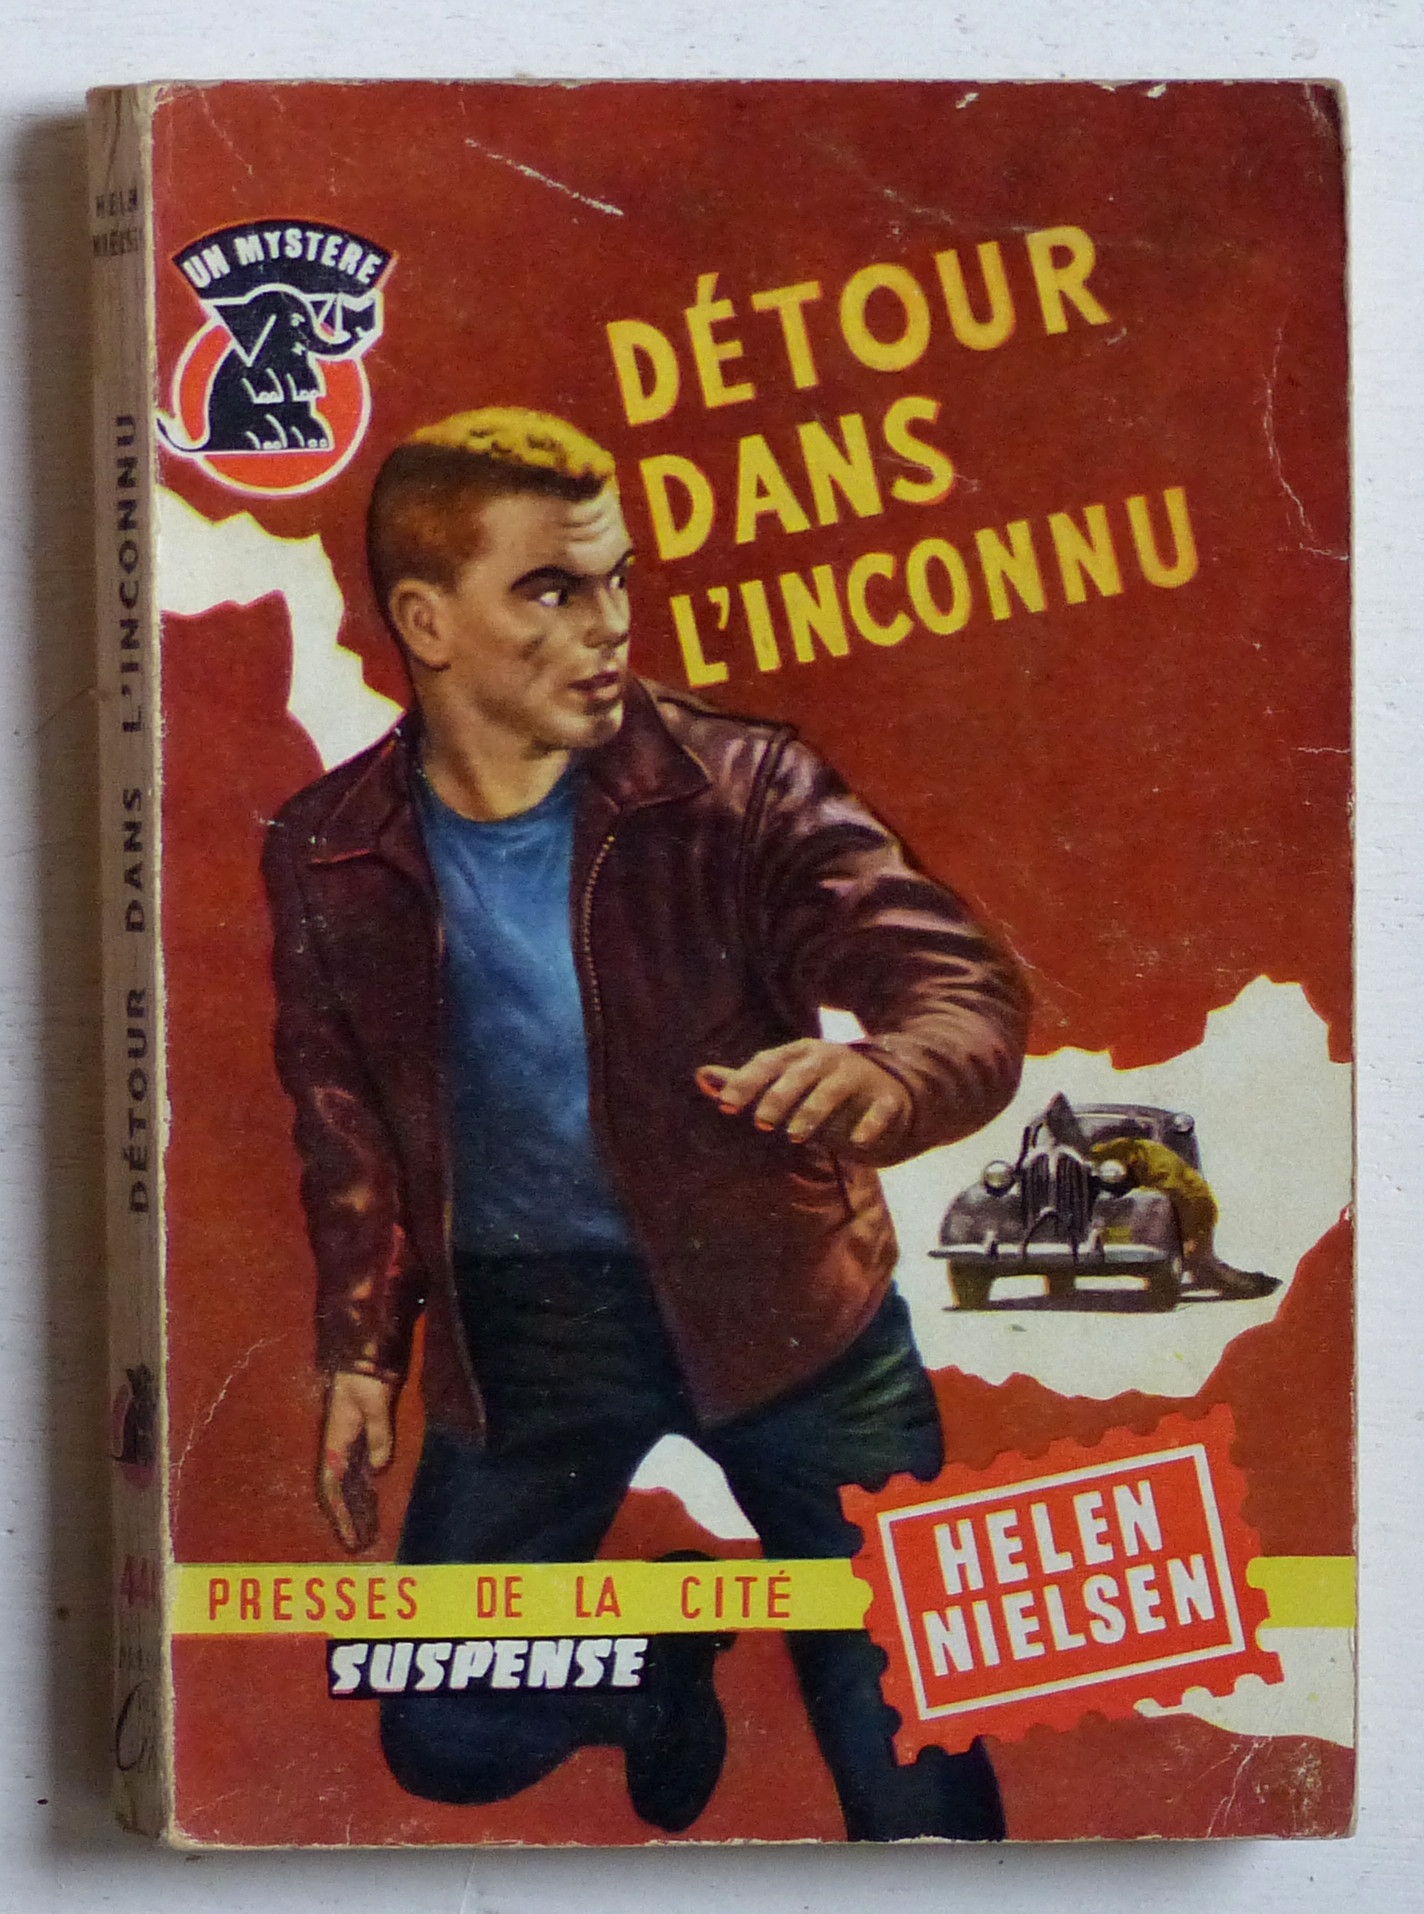 UN MYSTERE
DÉTOUR
DANS
L'INCONNU
PRESSES DE LA CITÉ
SUSPENSE
HELEN
NIELSEN
DÉTOUR DANS L'INCONNU